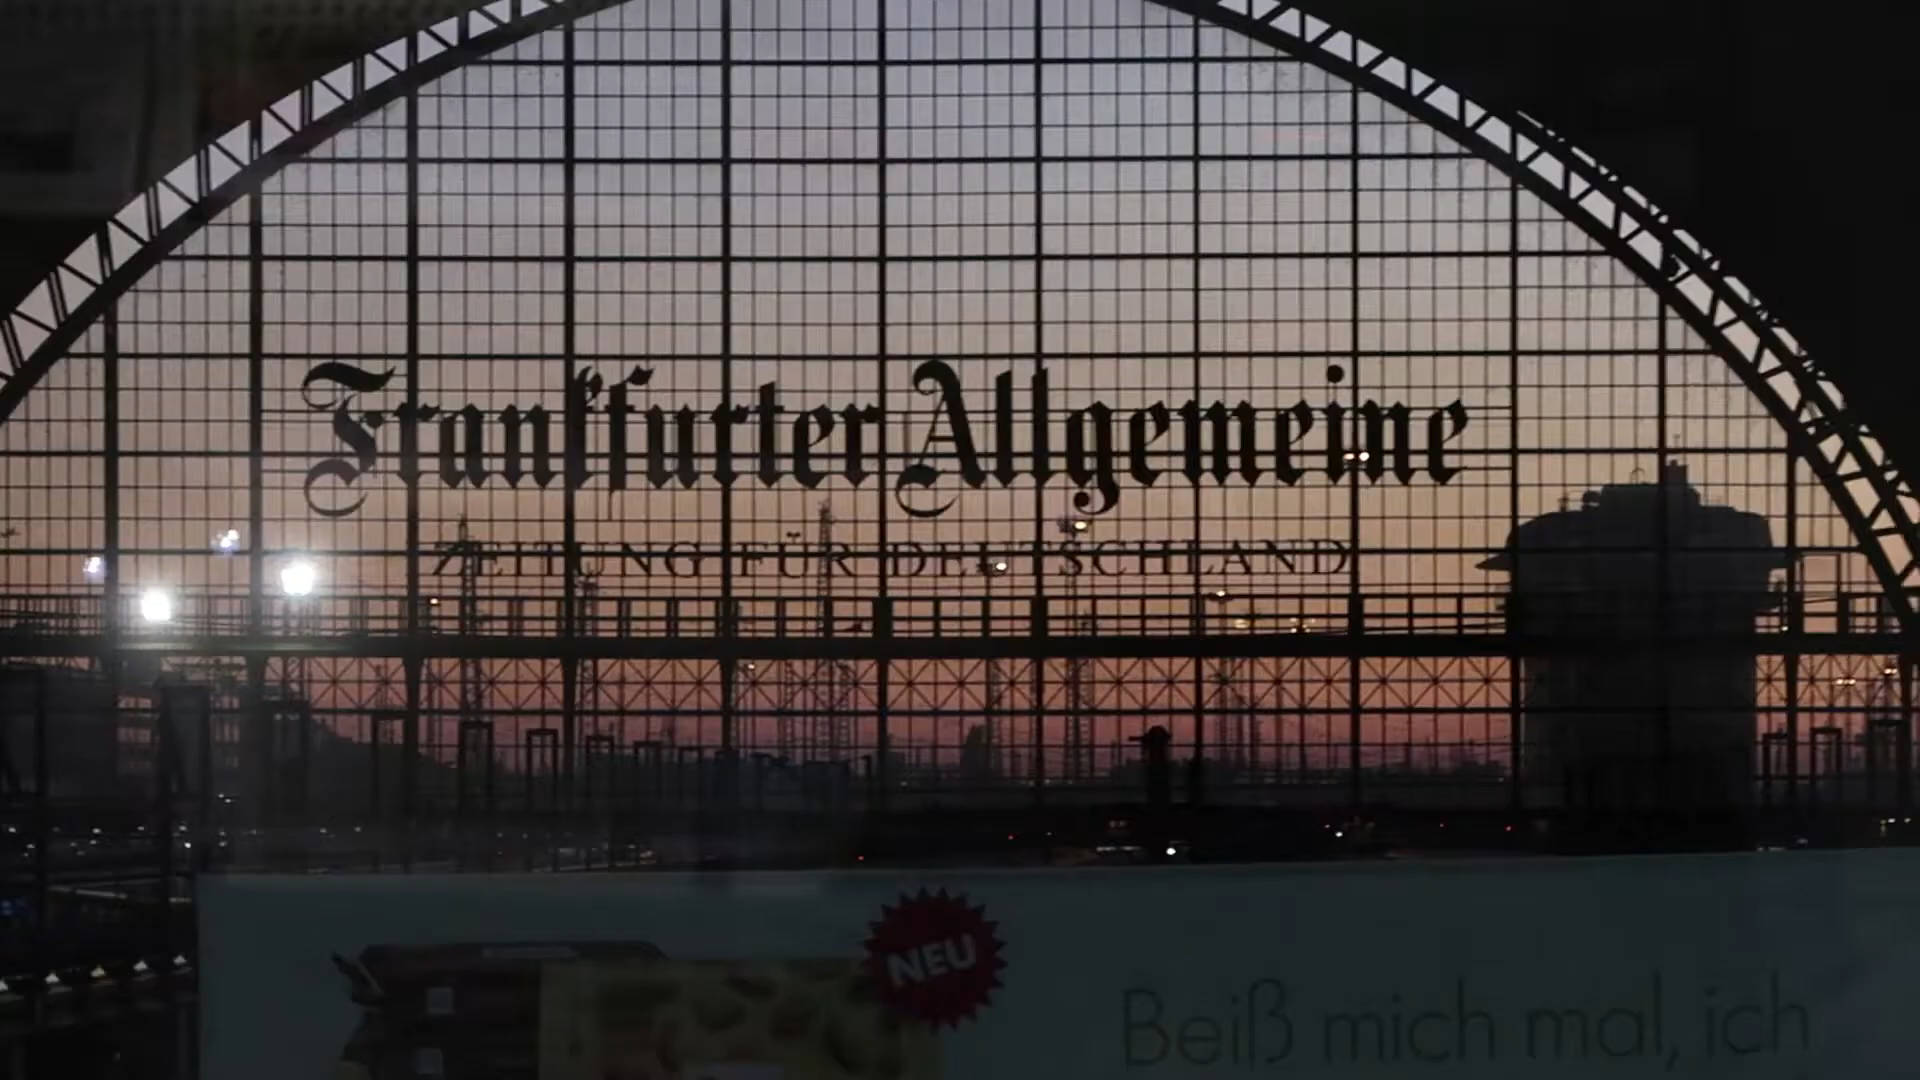 Frankfurter Allgemeine
ZEITUNG FÜR DEUTSCHLAND
NEU
Beiß mich mal, ich